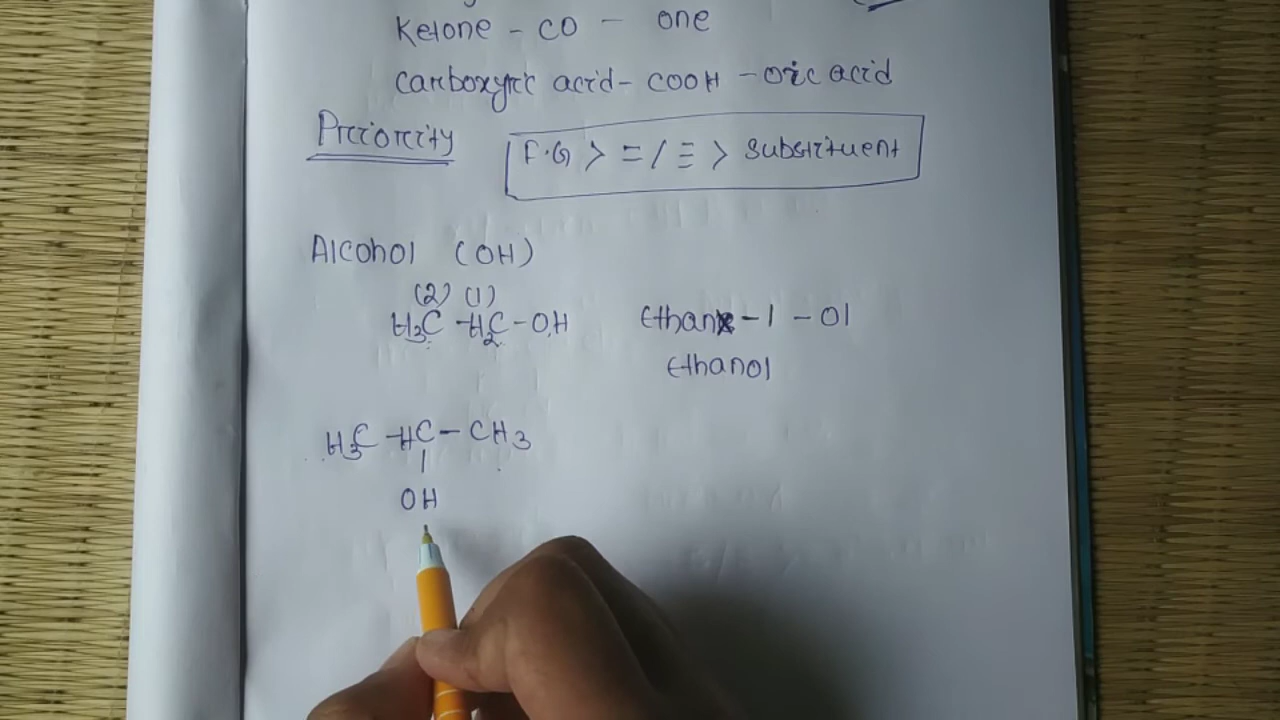 Ketone - CO - one
Carboxyric acid - COOH - oic acid
Priority
F.G > = / ≡ > substituent
Alcohol (OH)
(2) (1)
H3C - H2C - OH Ethane - 1 - ol
Ethanol
H3C - HC - CH3
|
OH